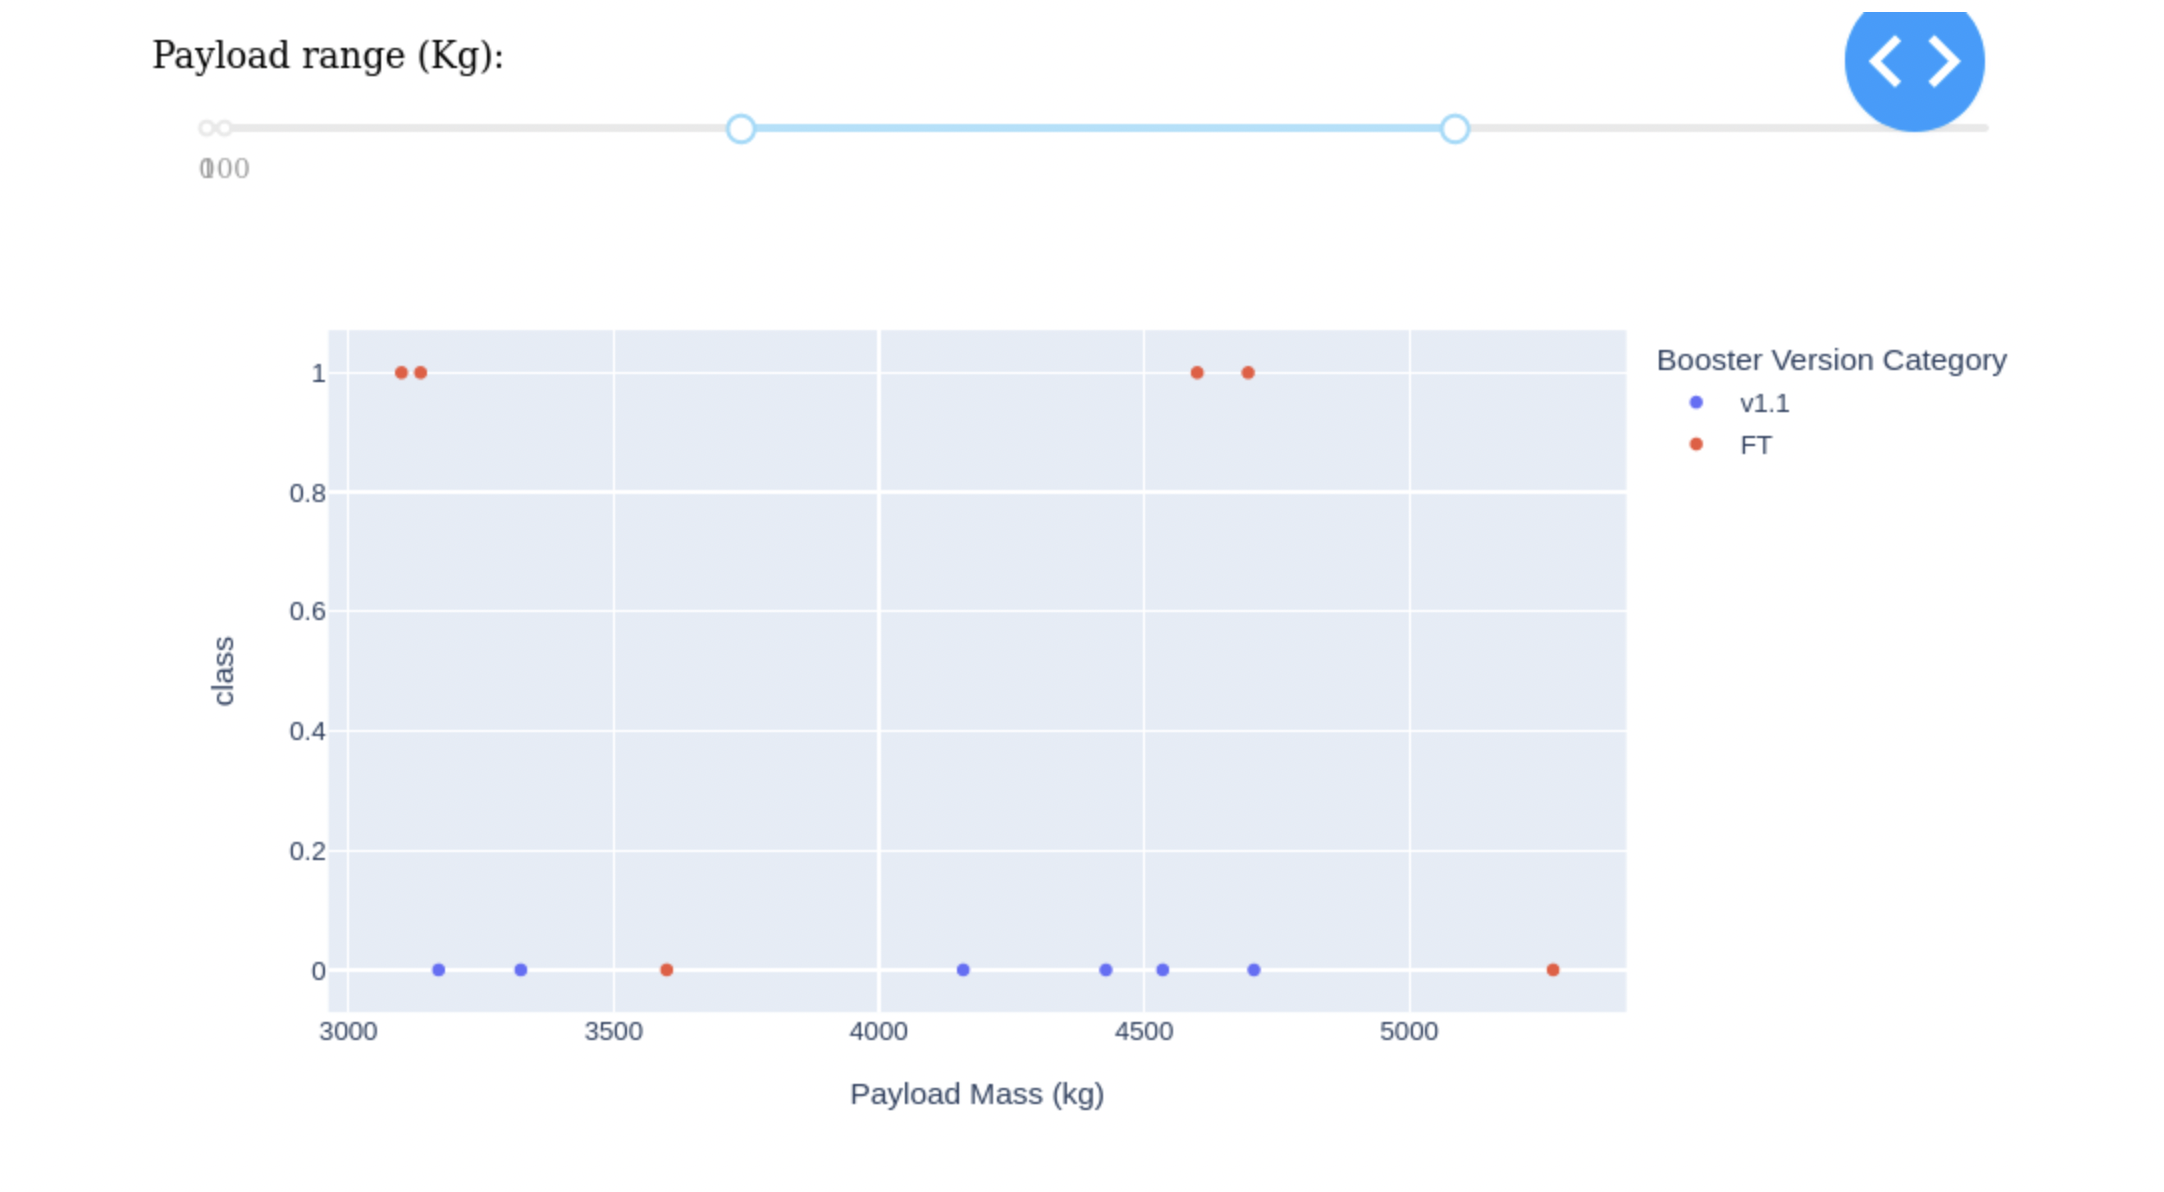 Payload range (Kg):
Booster Version Category
v1.1
FT
1
0.8
0.6
0.4
0.2
0
class
3000 3500 4000 4500 5000
Payload Mass (kg)